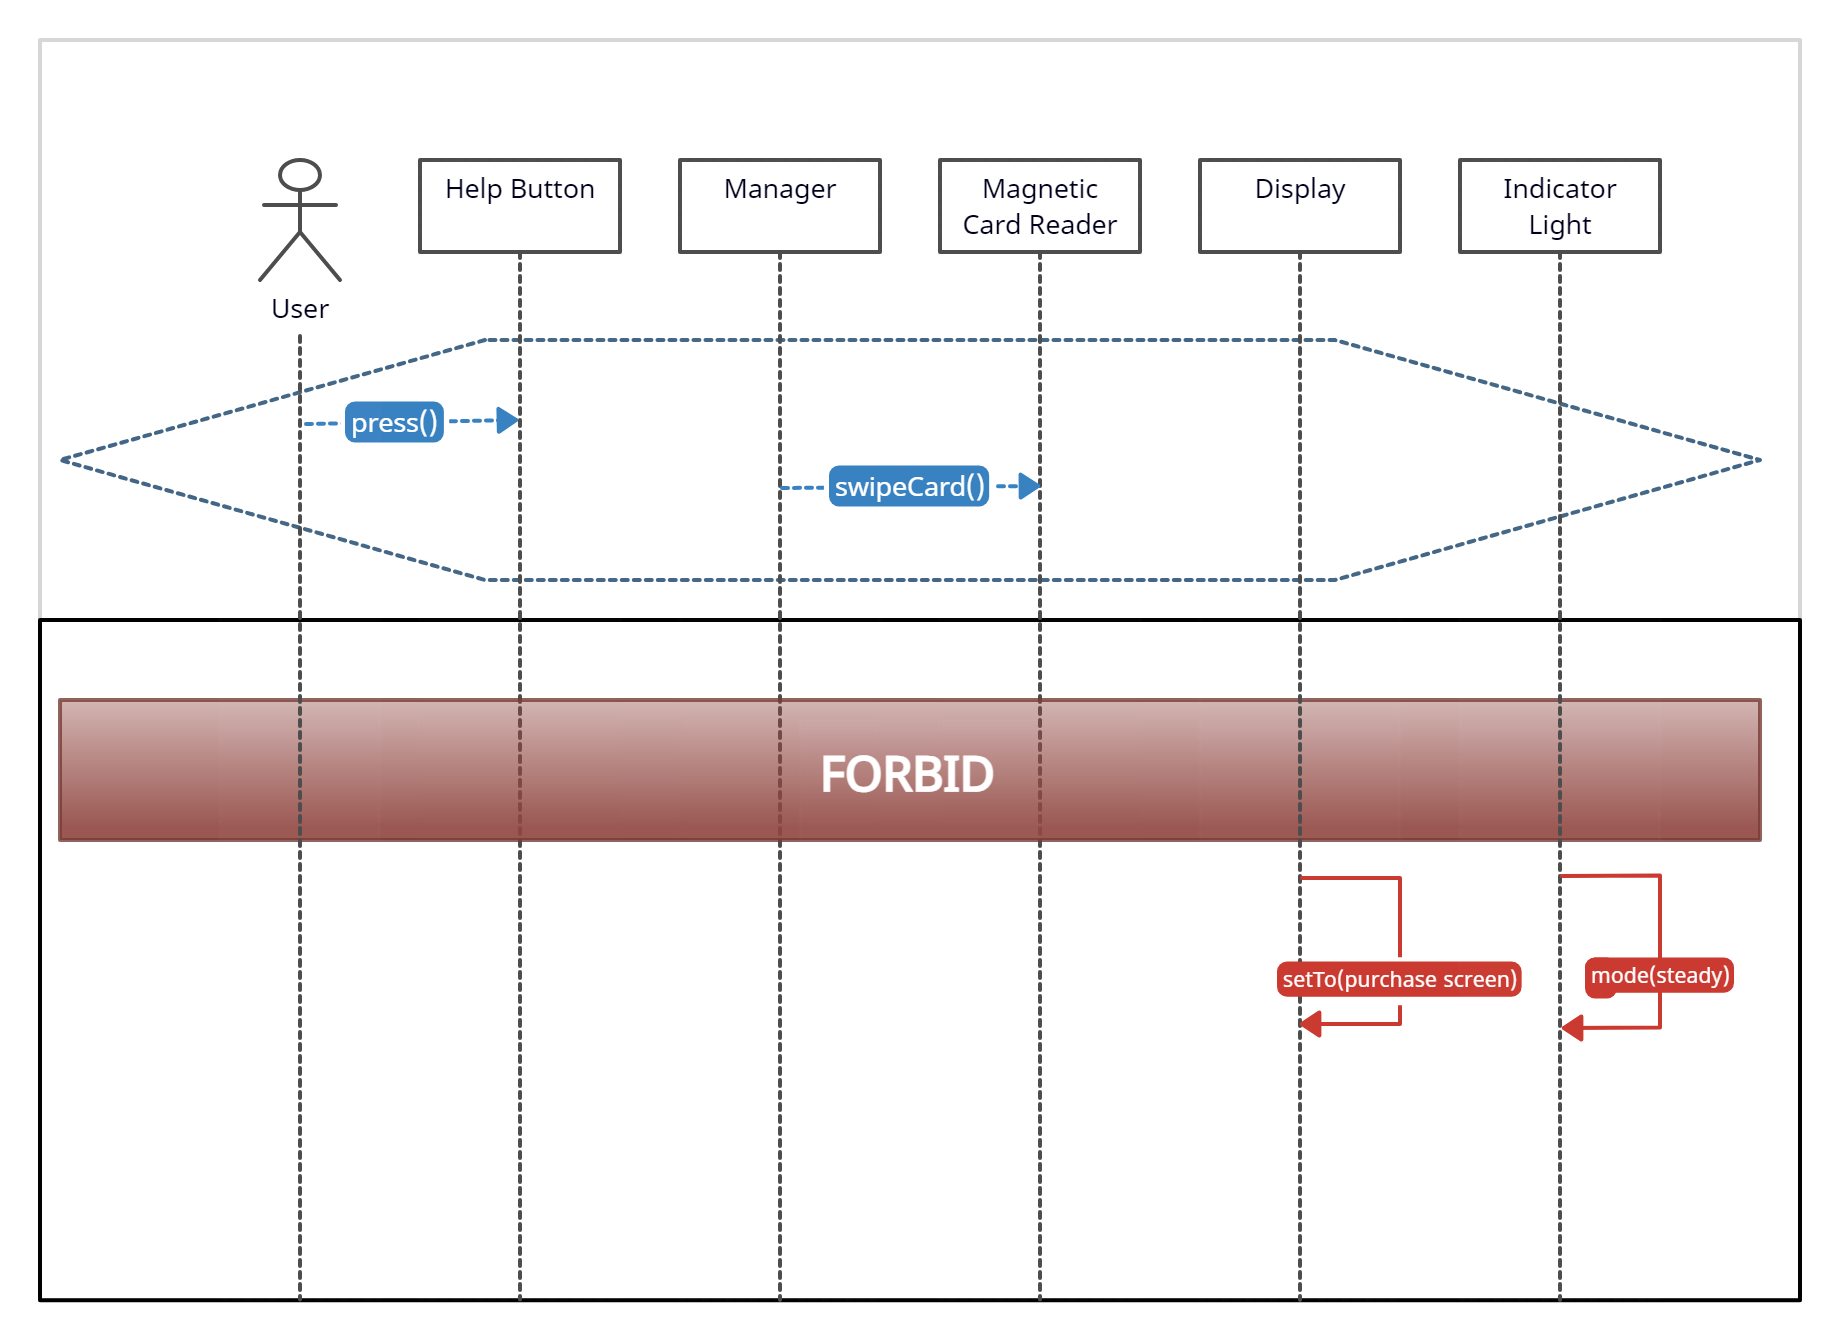 Help Button
Manager
Magnetic
Card Reader
Display
Indicator
Light
User
press()
swipeCard()
FORBID
setTo(purchase screen)
mode(steady)